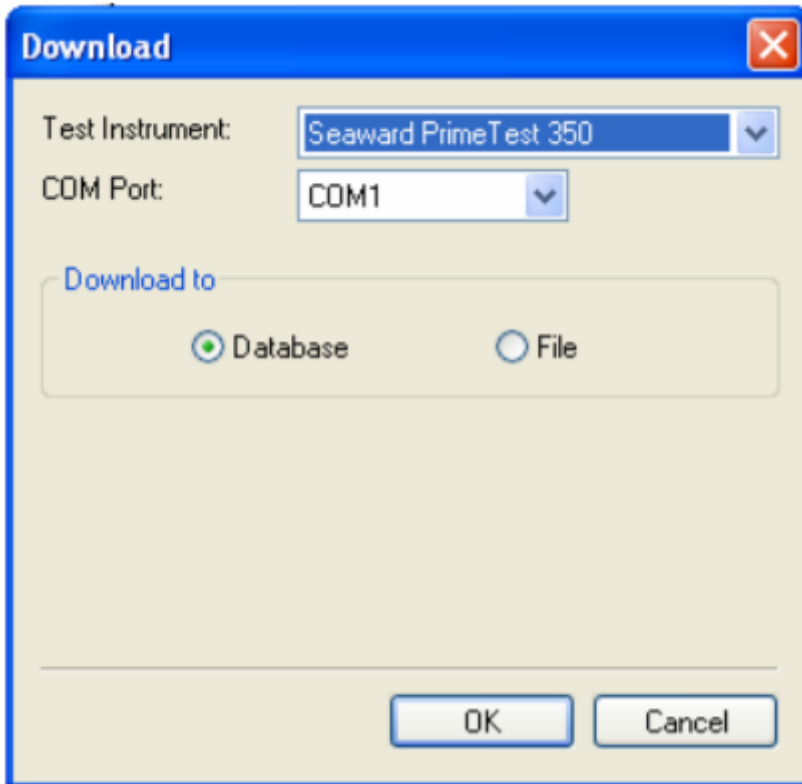 Download
Test Instrument: Seaward PrimeTest 350
COM Port: COM1
Download to
Database File
OK Cancel